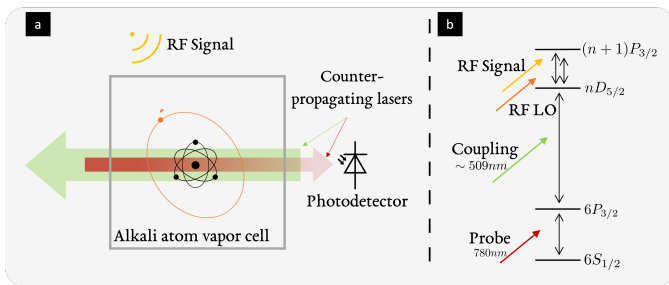 a
RF Signal
Counter-
propagating lasers
Photodetector
Alkali atom vapor cell
b
(n + 1)P3/2
RF Signal
nD5/2
RF LO
Coupling
~ 509nm
6P3/2
Probe
780nm
6S1/2